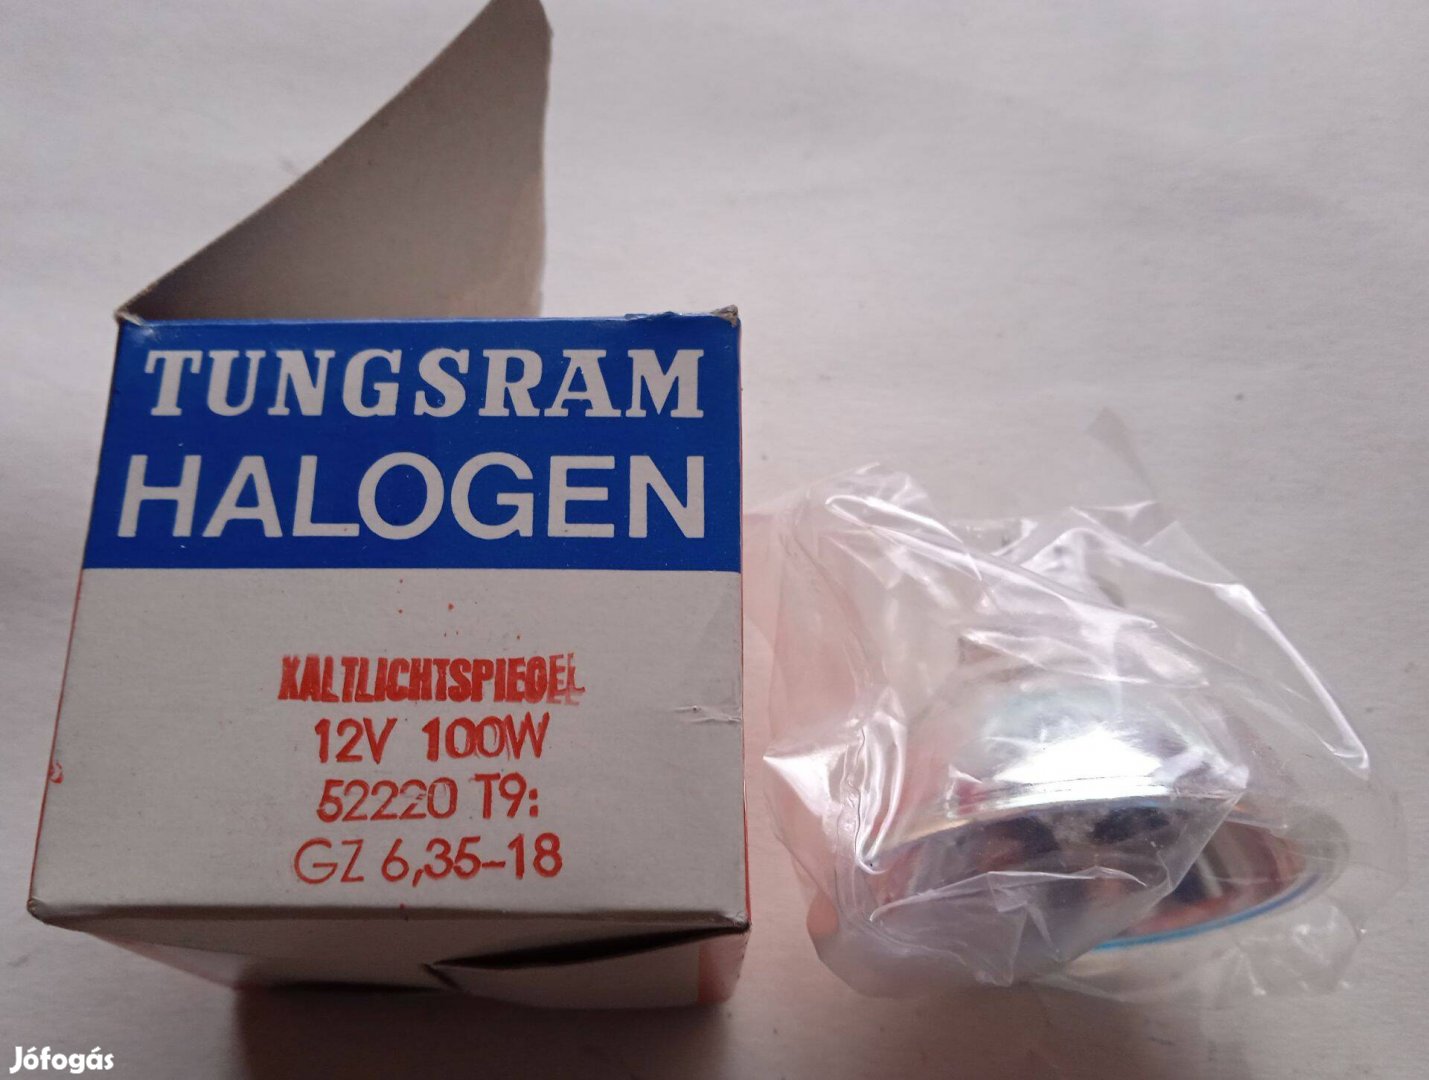 TUNGSRAM
HALOGEN
KALTLICHTSPIEGEL
12V 100W
52220 T9:
GZ 6,35-18
Jófogás